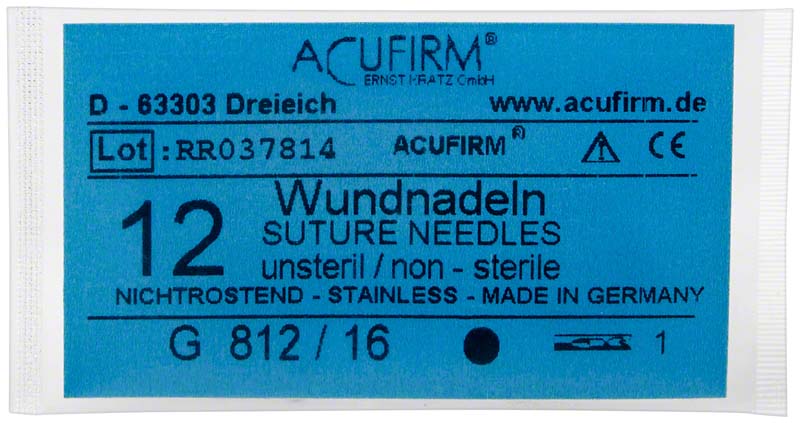 ACUFIRM®
ERNST KRATZ GmbH
D - 63303 Dreieich www.acufirm.de
Lot : RR037814 ACUFIRM® CE
12 Wundnadeln
SUTURE NEEDLES
unsteril / non - sterile
NICHTROSTEND - STAINLESS - MADE IN GERMANY
G 812 / 16 1